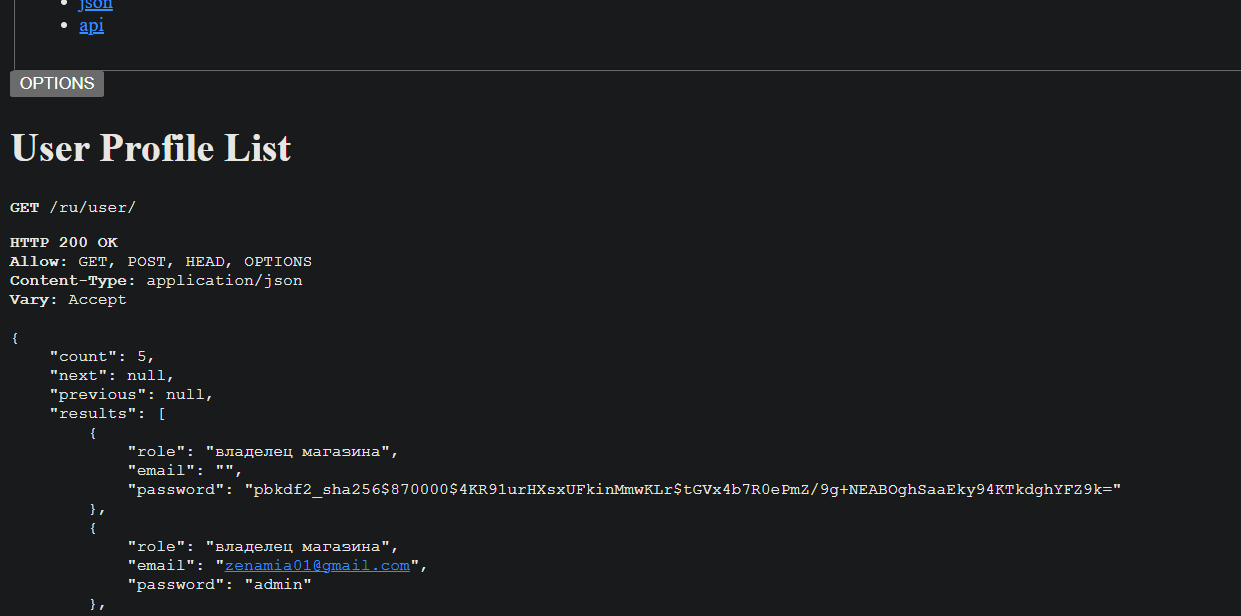 json
api
OPTIONS
User Profile List
GET /ru/user/
HTTP 200 OK
Allow: GET, POST, HEAD, OPTIONS
Content-Type: application/json
Vary: Accept
{
"count": 5,
"next": null,
"previous": null,
"results": [
{
"role": "владелец магазина",
"email": "",
"password": "pbkdf2_sha256$870000$4KR91urHXsxUFkinMmwKLr$tGVx4b7R0ePmZ/9g+NEABOghSaaEky94KTkdghYFZ9k="
},
{
"role": "владелец магазина",
"email": "zenamia01@gmail.com",
"password": "admin"
},